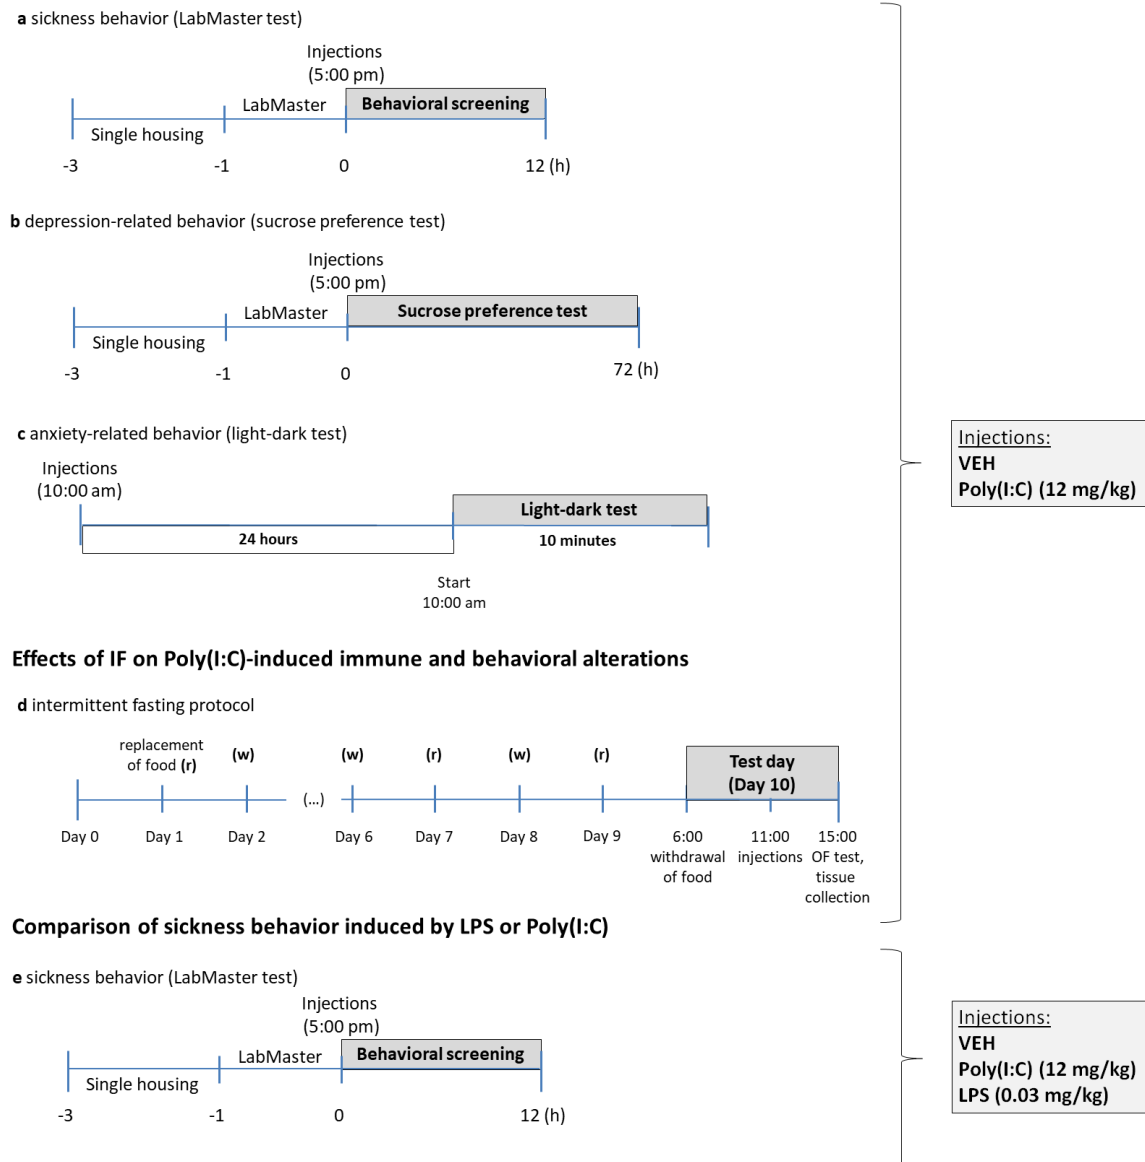 a sickness behavior (LabMaster test)
Injections
(5:00 pm)
LabMaster
Behavioral screening
Single housing
-3
-1
0
12 (h)
b depression-related behavior (sucrose preference test)
Injections
(5:00 pm)
LabMaster
Sucrose preference test
Single housing
-3
-1
0
72 (h)
c anxiety-related behavior (light-dark test)
Injections
(10:00 am)
Light-dark test
24 hours
10 minutes
Start
10:00 am
Injections:
VEH
Poly(I:C) (12 mg/kg)
Effects of IF on Poly(I:C)-induced immune and behavioral alterations
d intermittent fasting protocol
replacement
of food (r)
(w)
(w)
(r)
(w)
(r)
Test day
(Day 10)
(...)
Day 0
Day 1
Day 2
Day 6
Day 7
Day 8
Day 9
6:00
withdrawal
of food
11:00
injections
15:00
OF test,
tissue
collection
Comparison of sickness behavior induced by LPS or Poly(I:C)
e sickness behavior (LabMaster test)
Injections
(5:00 pm)
LabMaster
Behavioral screening
Single housing
-3
-1
0
12 (h)
Injections:
VEH
Poly(I:C) (12 mg/kg)
LPS (0.03 mg/kg)